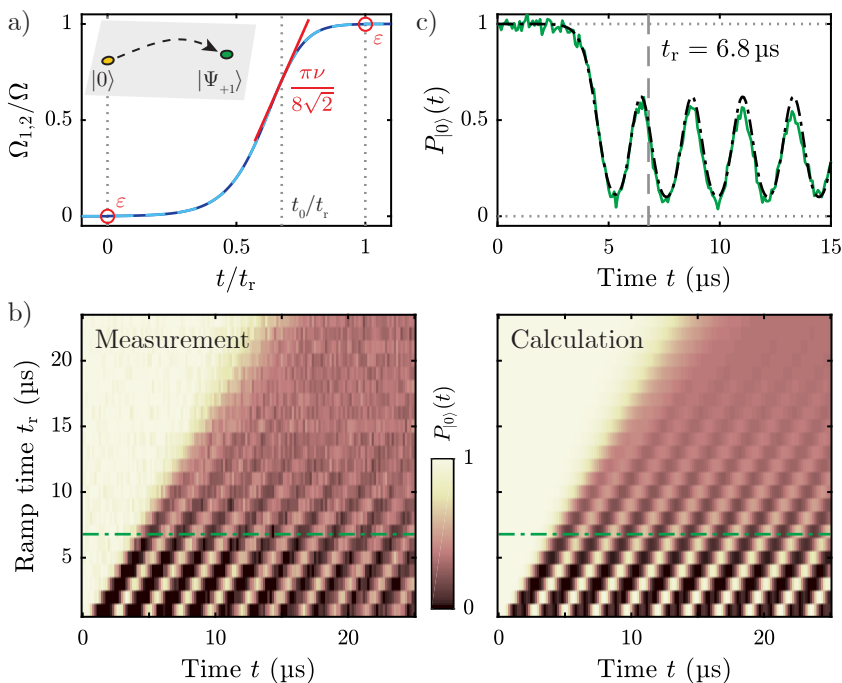 a)
Ω₁,₂/Ω
1
0.5
0
|0⟩
|Ψ₊₁⟩
ε
πν
8√2
ε
t₀/tᵣ
0
0.5
1
t/tᵣ
c)
P|0⟩(t)
1
0.5
0
tᵣ = 6.8 µs
0
5
10
15
Time t (µs)
b)
Ramp time tᵣ (µs)
20
15
10
5
Measurement
0
10
20
Time t (µs)
P|0⟩(t)
1
0
Calculation
0
10
20
Time t (µs)